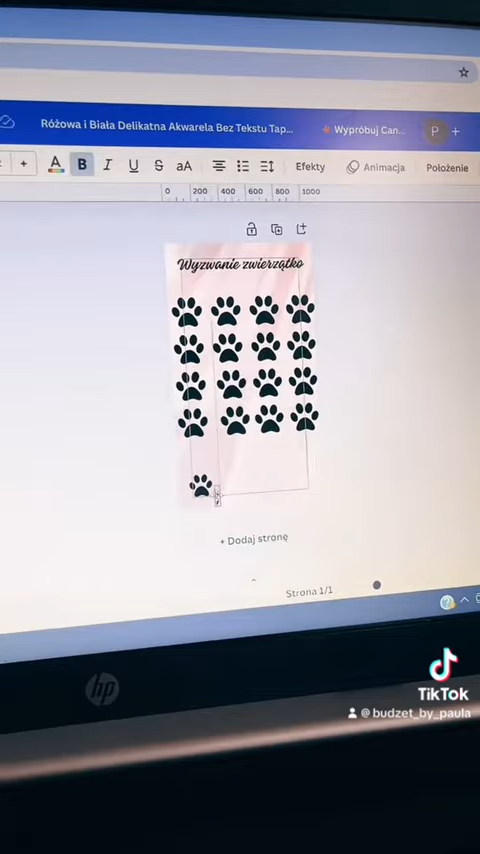 Różowa i Biała Delikatna Akwarela Bez Tekstu Tap...
Wypróbuj Can...
P +
+ A B I U S aA Efekty Animacja Położenie
0 200 400 600 800 1000
Wyzwanie zwierzątko
+ Dodaj stronę
Strona 1/1
hp
TikTok
@budzet_by_paula